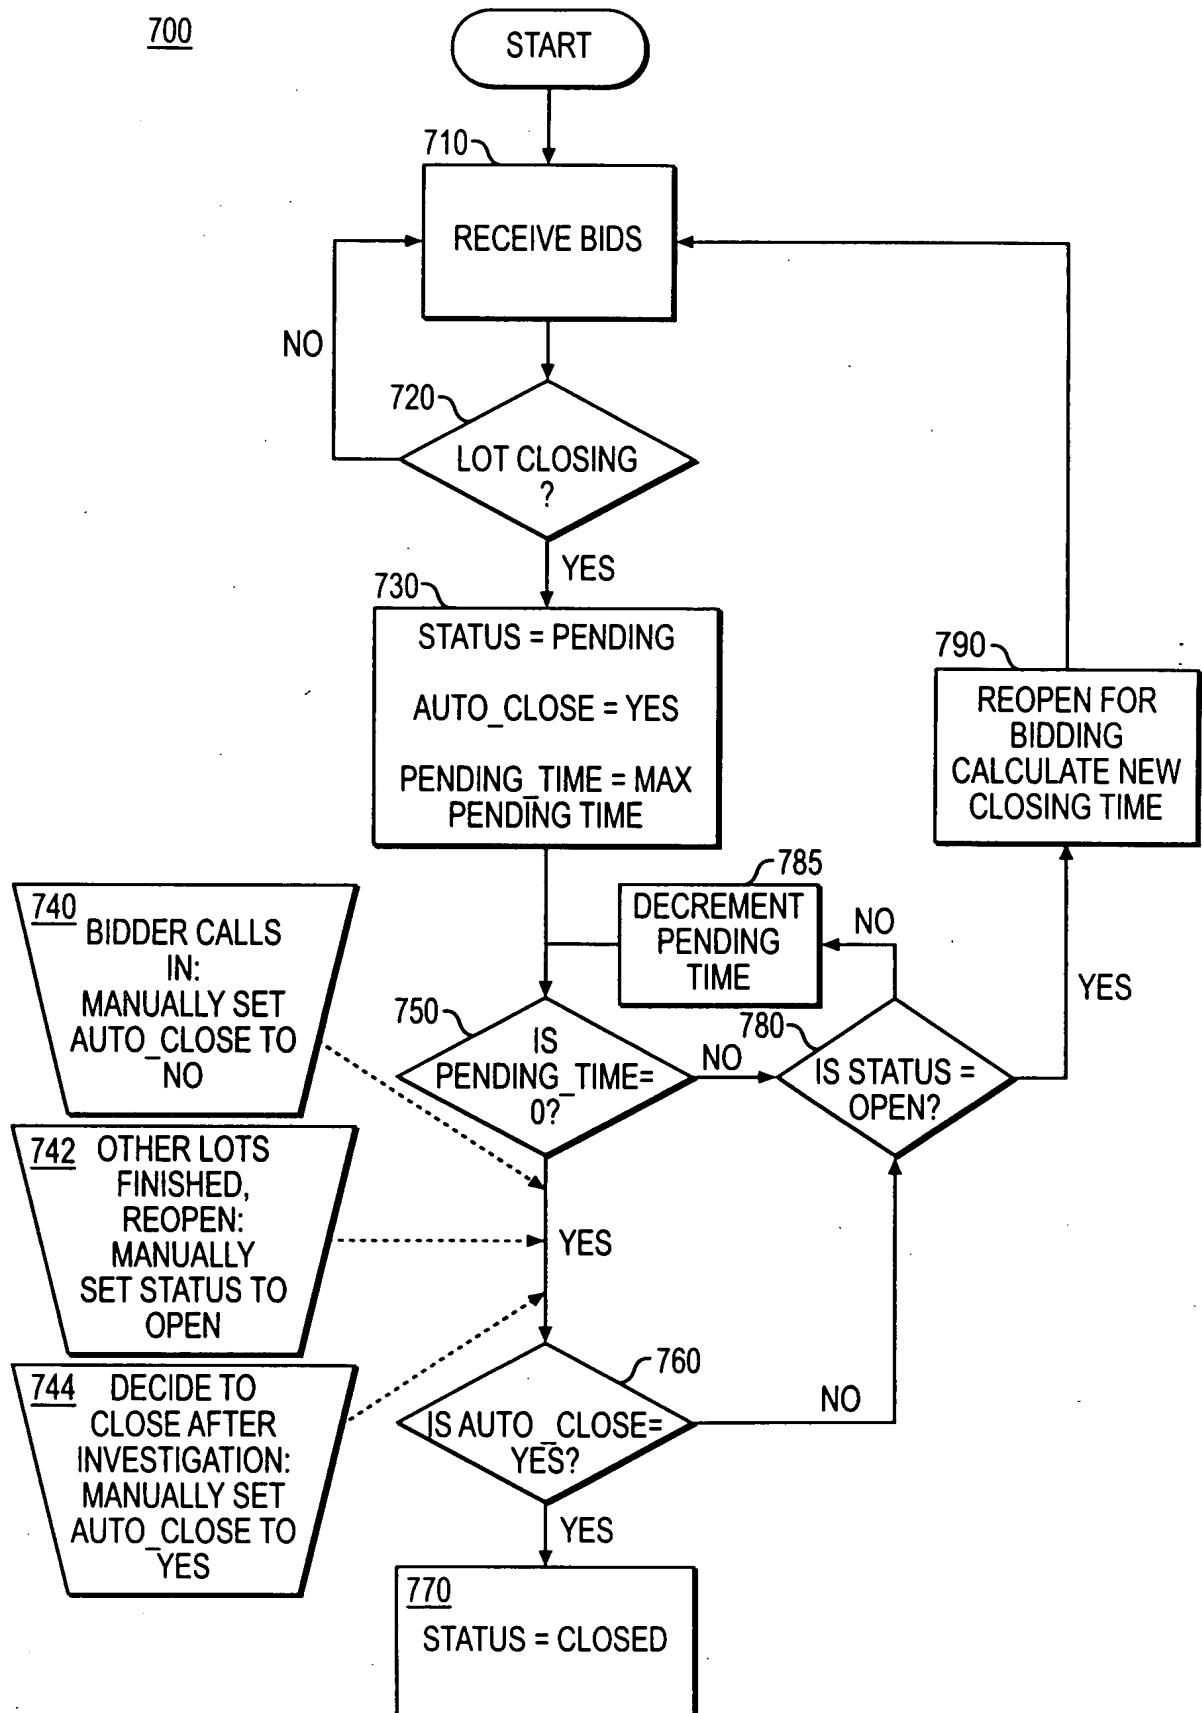 700
START
710
RECEIVE BIDS
NO
720
LOT CLOSING
?
YES
730
STATUS = PENDING
AUTO_CLOSE = YES
PENDING_TIME = MAX
PENDING TIME
790
REOPEN FOR
BIDDING
CALCULATE NEW
CLOSING TIME
785
DECREMENT
PENDING
TIME
NO
YES
740
BIDDER CALLS
IN:
MANUALLY SET
AUTO_CLOSE TO
NO
750
IS
PENDING_TIME=
0?
NO
780
IS STATUS =
OPEN?
742 OTHER LOTS
FINISHED,
REOPEN:
MANUALLY
SET STATUS TO
OPEN
YES
744 DECIDE TO
CLOSE AFTER
INVESTIGATION:
MANUALLY SET
AUTO_CLOSE TO
YES
760
IS AUTO_CLOSE=
YES?
NO
YES
770
STATUS = CLOSED